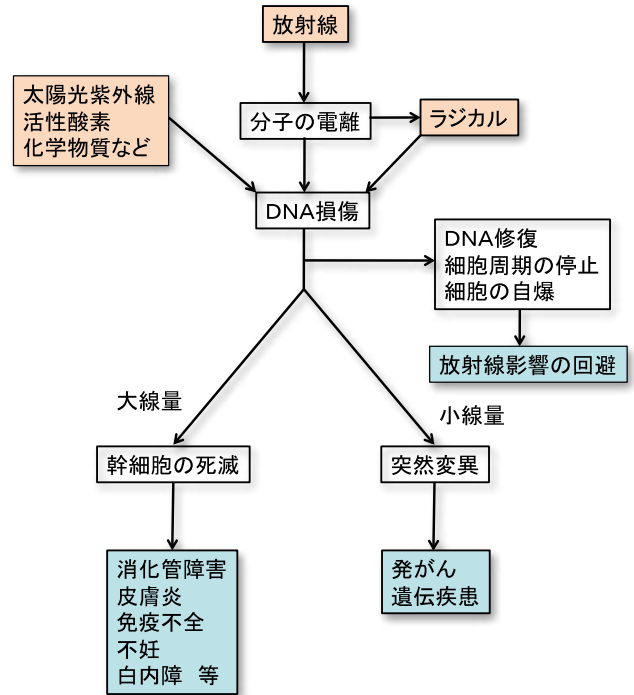 放射線
太陽光紫外線
活性酸素
化学物質など
分子の電離
ラジカル
DNA損傷
DNA修復
細胞周期の停止
細胞の自爆
放射線影響の回避
大線量
小線量
幹細胞の死滅
突然変異
消化管障害
皮膚炎
免疫不全
不妊
白内障　等
発がん
遺伝疾患